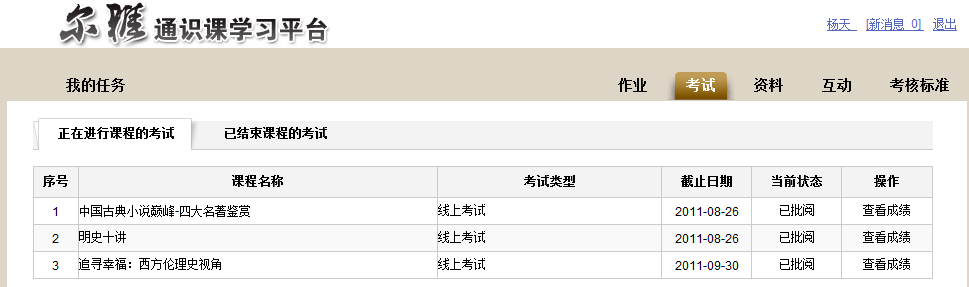 尔雅 通识课学习平台
杨天 [新消息 0] 退出
我的任务 作业 考试 资料 互动 考核标准
正在进行课程的考试 已结束课程的考试
序号 课程名称 考试类型 截止日期 当前状态 操作
1 中国古典小说巅峰-四大名著鉴赏 线上考试 2011-08-26 已批阅 查看成绩
2 明史十讲 线上考试 2011-08-26 已批阅 查看成绩
3 追寻幸福：西方伦理史视角 线上考试 2011-09-30 已批阅 查看成绩